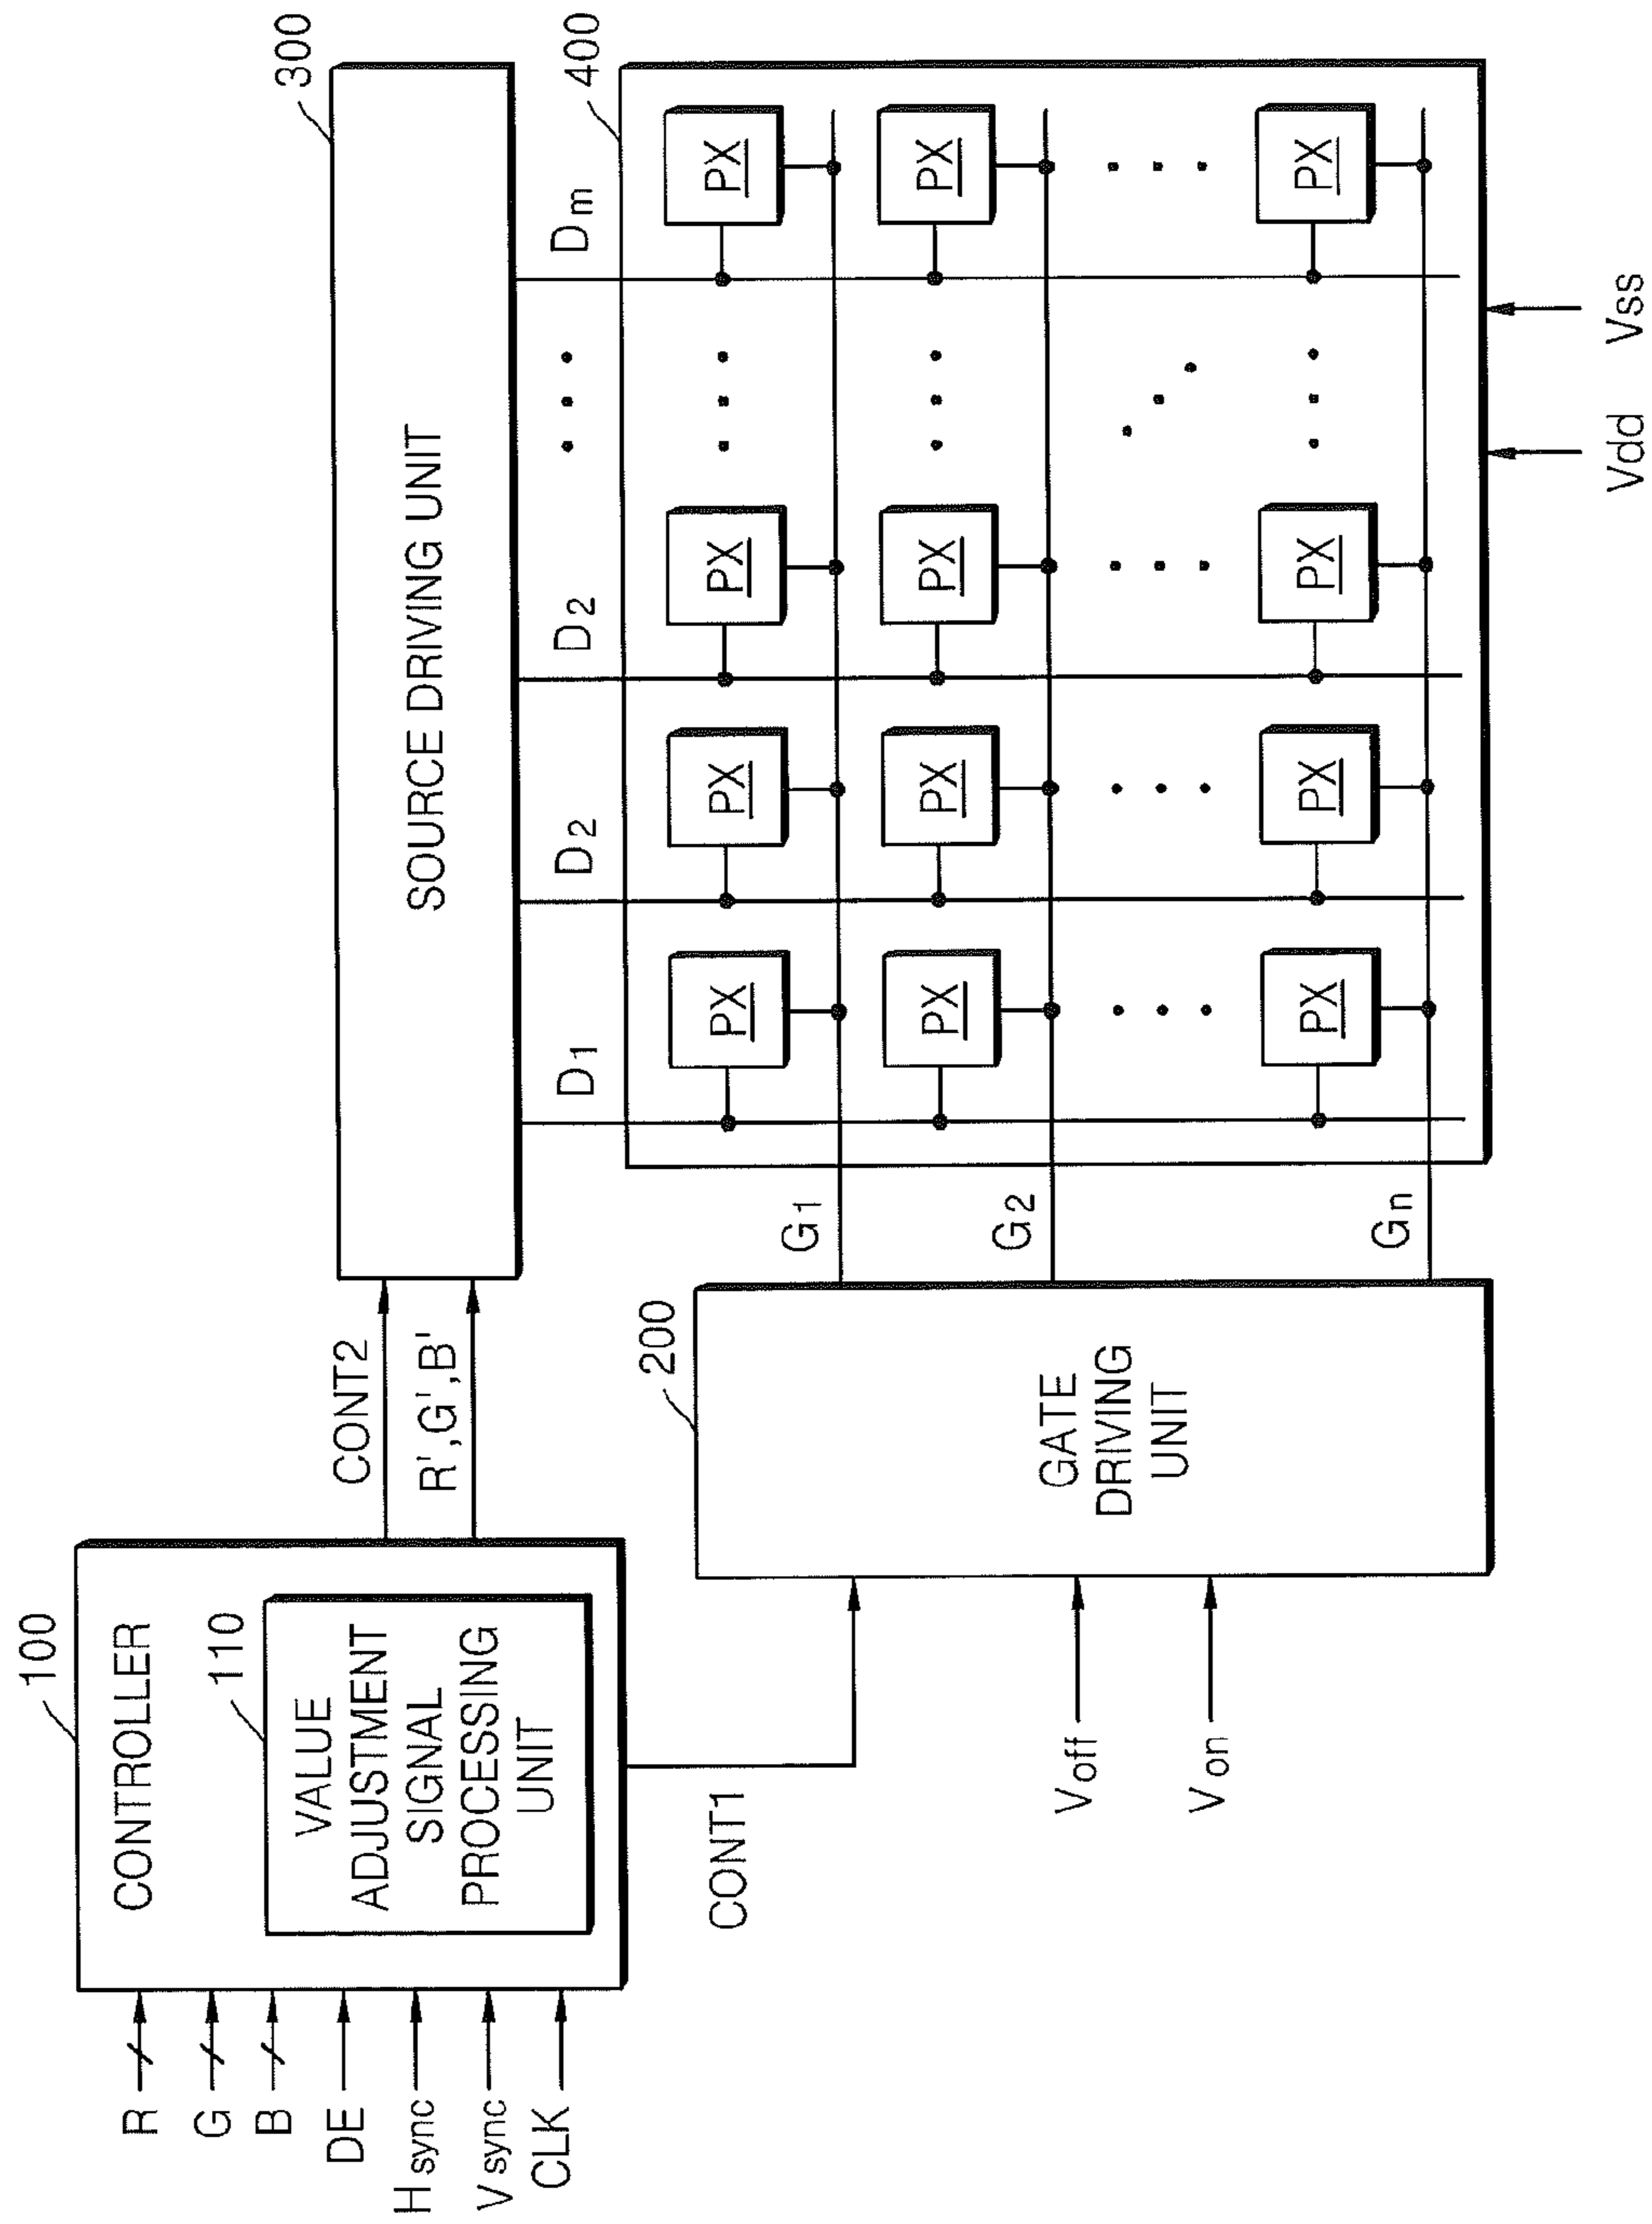 100
CONTROLLER
110
VALUE
ADJUSTMENT
SIGNAL
PROCESSING
UNIT
R
G
B
DE
Hsync
Vsync
CLK
CONT2
R',G',B'
CONT1
300
SOURCE DRIVING UNIT
200
GATE
DRIVING
UNIT
Voff
Von
400
D1
D2
D2
Dm
G1
PX
PX
PX
PX
G2
PX
PX
PX
PX
Gn
PX
PX
PX
PX
Vdd
Vss